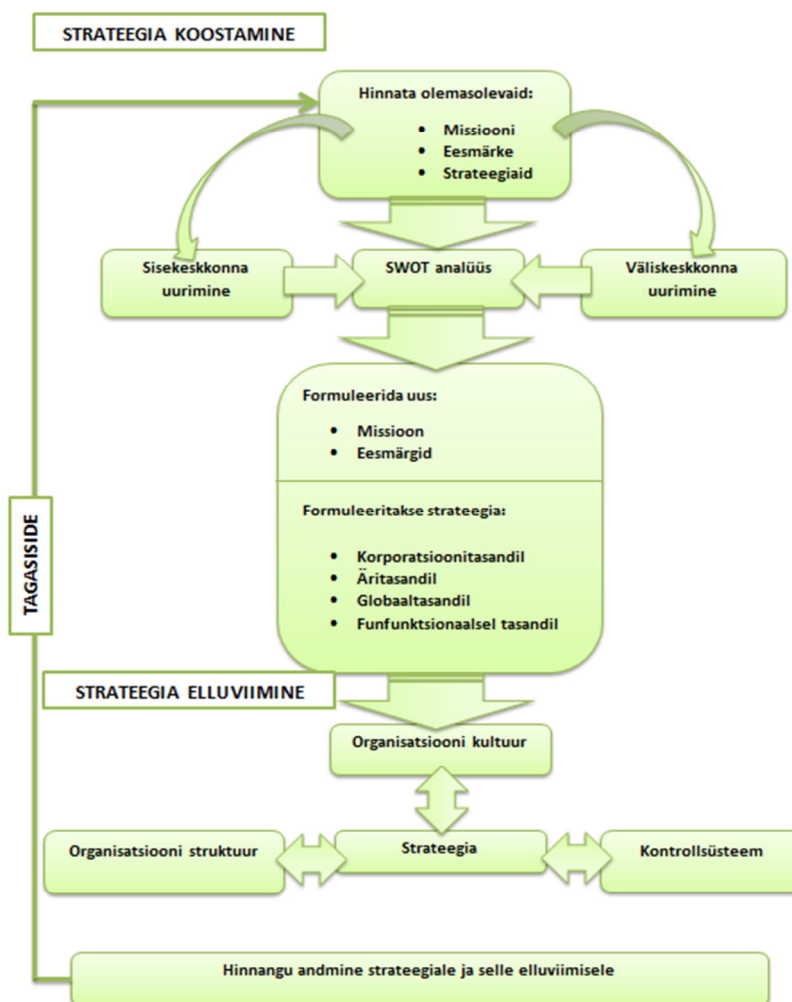 STRATEEGIA KOOSTAMINE
Hinnata olemasolevaid:
• Missiooni
• Eesmärke
• Strateegiaid
Sisekeskkonna
uurimine
SWOT analüüs
Väliskeskkonna
uurimine
Formuleerida uus:
• Missioon
• Eesmärgid
Formuleeritakse strateegia:
• Korporatsioonitasandil
• Äritasandil
• Globaaltasandil
• Funfunktsionaalsel tasandil
TAGASISIDE
STRATEEGIA ELLUVIIMINE
Organisatsiooni kultuur
Organisatsiooni struktuur
Strateegia
Kontrollsüsteem
Hinnangu andmine strateegiale ja selle elluviimisele